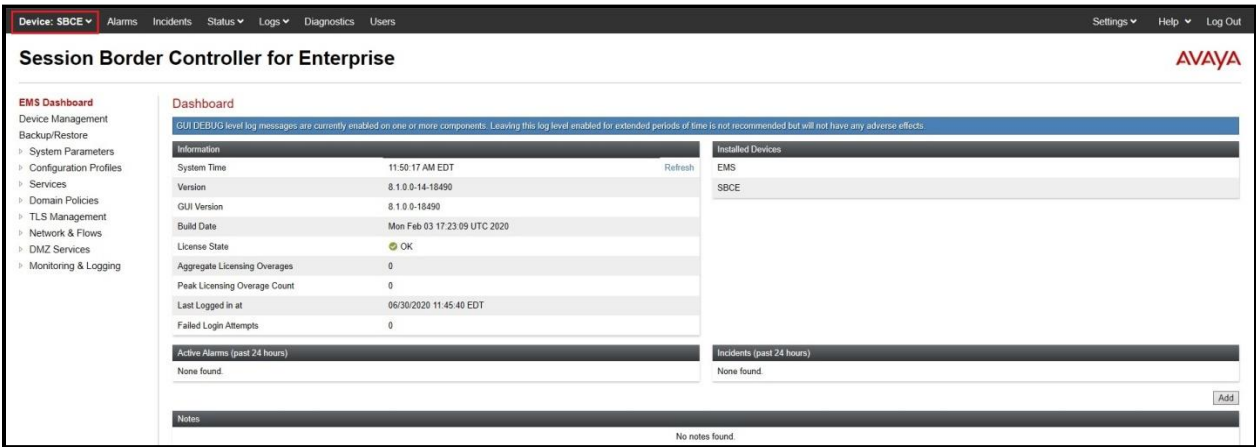 Device: SBCE Alarms Incidents Status Logs Diagnostics Users Settings Help Log Out
Session Border Controller for Enterprise
AVAYA
EMS Dashboard
Device Management
Backup/Restore
System Parameters
Configuration Profiles
Services
Domain Policies
TLS Management
Network & Flows
DMZ Services
Monitoring & Logging
Dashboard
GUI DEBUG level log messages are currently enabled on one or more components. Leaving this log level enabled for extended periods of time is not recommended but will not have any adverse effects.
Information
System Time 11:50:17 AM EDT Refresh
Version 8.1.0.0-14-18490
GUI Version 8.1.0.0-18490
Build Date Mon Feb 03 17:23:09 UTC 2020
License State OK
Aggregate Licensing Overages 0
Peak Licensing Overage Count 0
Last Logged in at 06/30/2020 11:45:40 EDT
Failed Login Attempts 0
Installed Devices
EMS
SBCE
Active Alarms (past 24 hours)
None found.
Incidents (past 24 hours)
None found.
Add
Notes
No notes found.